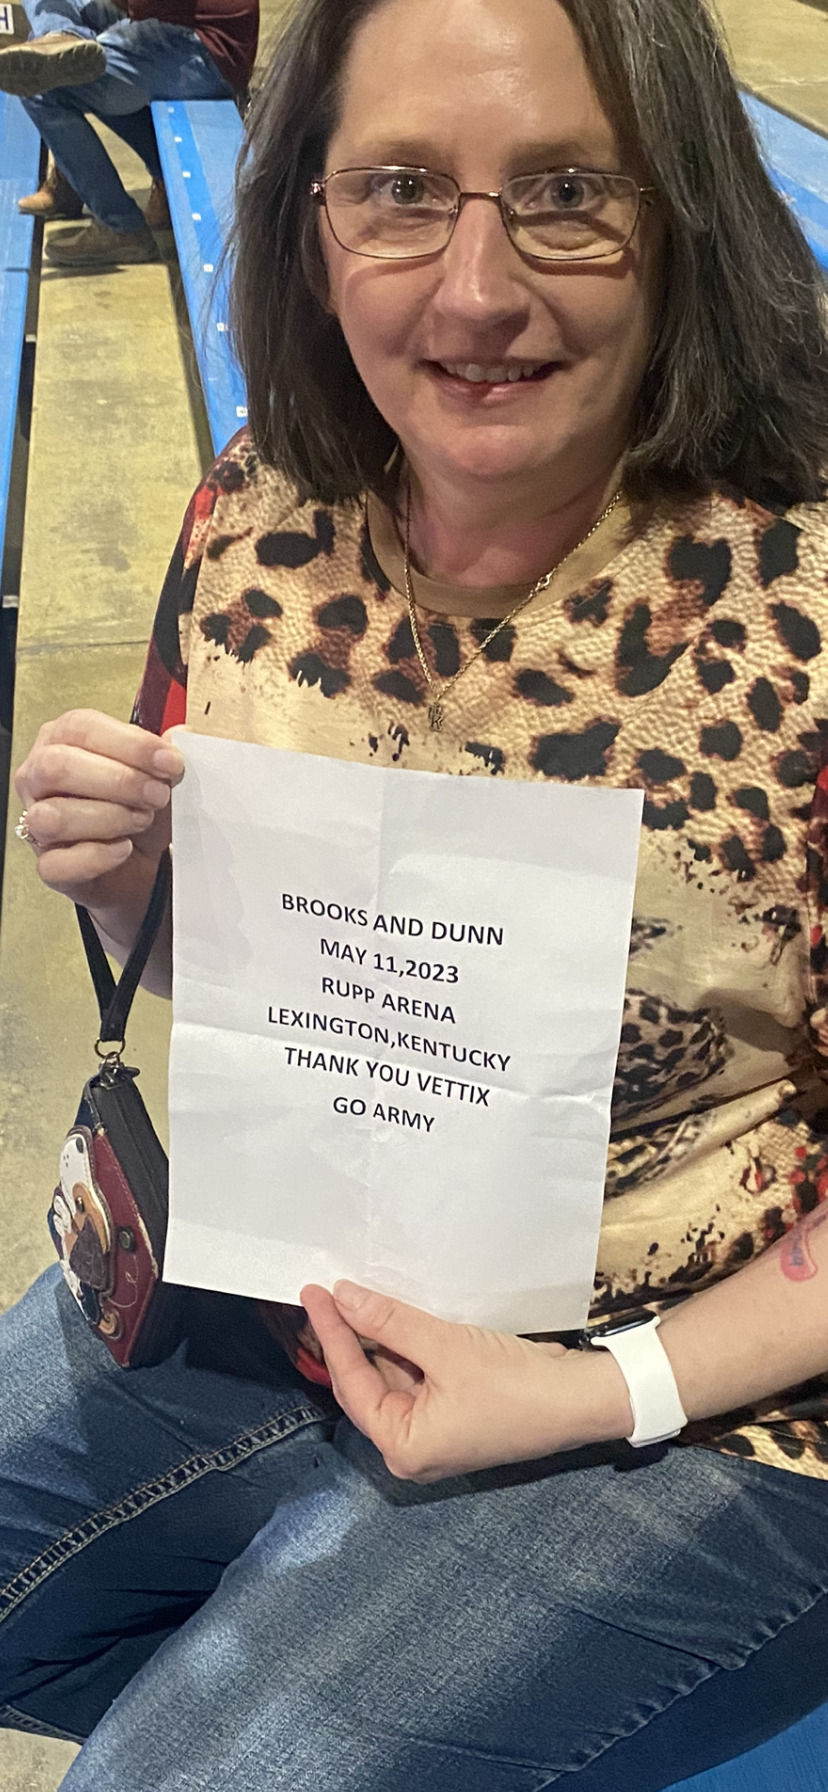 BROOKS AND DUNN
MAY 11,2023
RUPP ARENA
LEXINGTON,KENTUCKY
THANK YOU VETTIX
GO ARMY